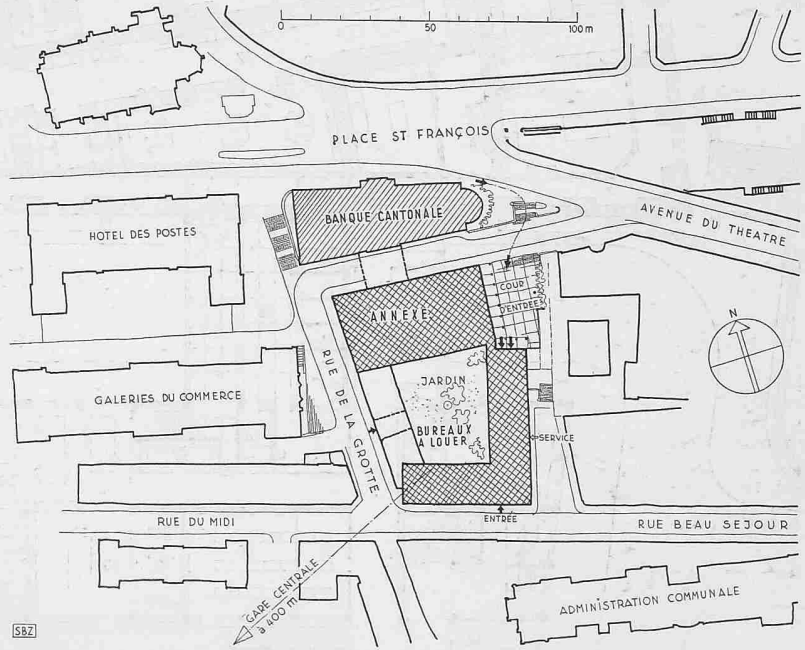 0 50 100 m
PLACE ST FRANÇOIS
BANQUE CANTONALE
HOTEL DES POSTES
AVENUE DU THEATRE
COUR
D'ENTRÉE
ANNEXE
N
RUE DE LA GROTTE
JARDIN
GALERIES DU COMMERCE
BUREAUX
A LOUER
SERVICE
ENTRÉE
RUE DU MIDI
RUE BEAU SEJOUR
GARE CENTRALE
à 400 m
ADMINISTRATION COMMUNALE
SBZ